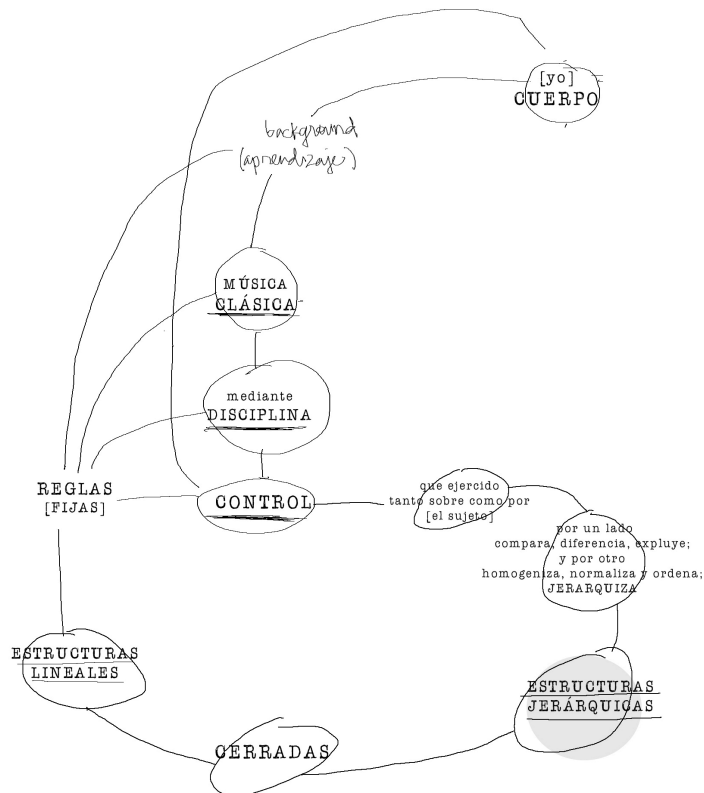 [yo]
CUERPO
background
(aprendizaje)
MÚSICA
CLÁSICA
mediante
DISCIPLINA
REGLAS
[FIJAS]
CONTROL
que ejercido
tanto sobre como por
[el sujeto]
por un lado
compara, diferencia, expluye;
y por otro
homogeniza, normaliza y ordena;
JERARQUIZA
ESTRUCTURAS
LINEALES
ESTRUCTURAS
JERÁRQUICAS
CERRADAS